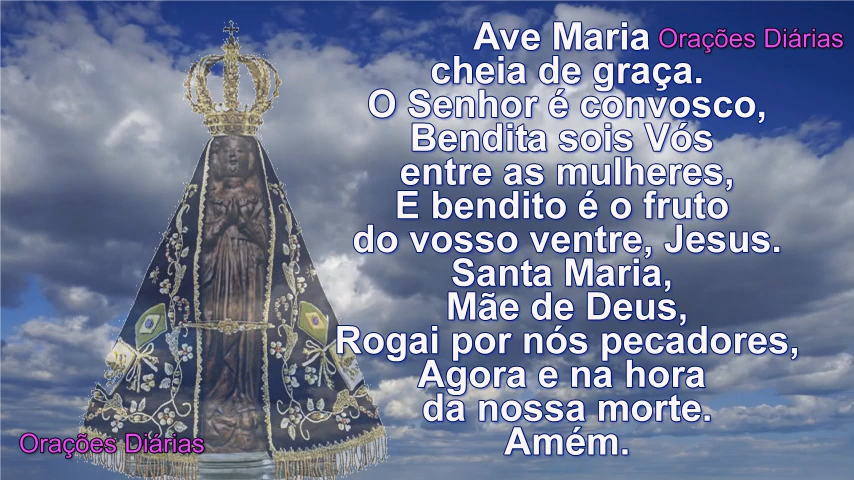 Ave Maria
Orações Diárias
cheia de graça.
O Senhor é convosco,
Bendita sois Vós
entre as mulheres,
E bendito é o fruto
do vosso ventre, Jesus.
Santa Maria,
Mãe de Deus,
Rogai por nós pecadores,
Agora e na hora
da nossa morte.
Amém.
Orações Diárias